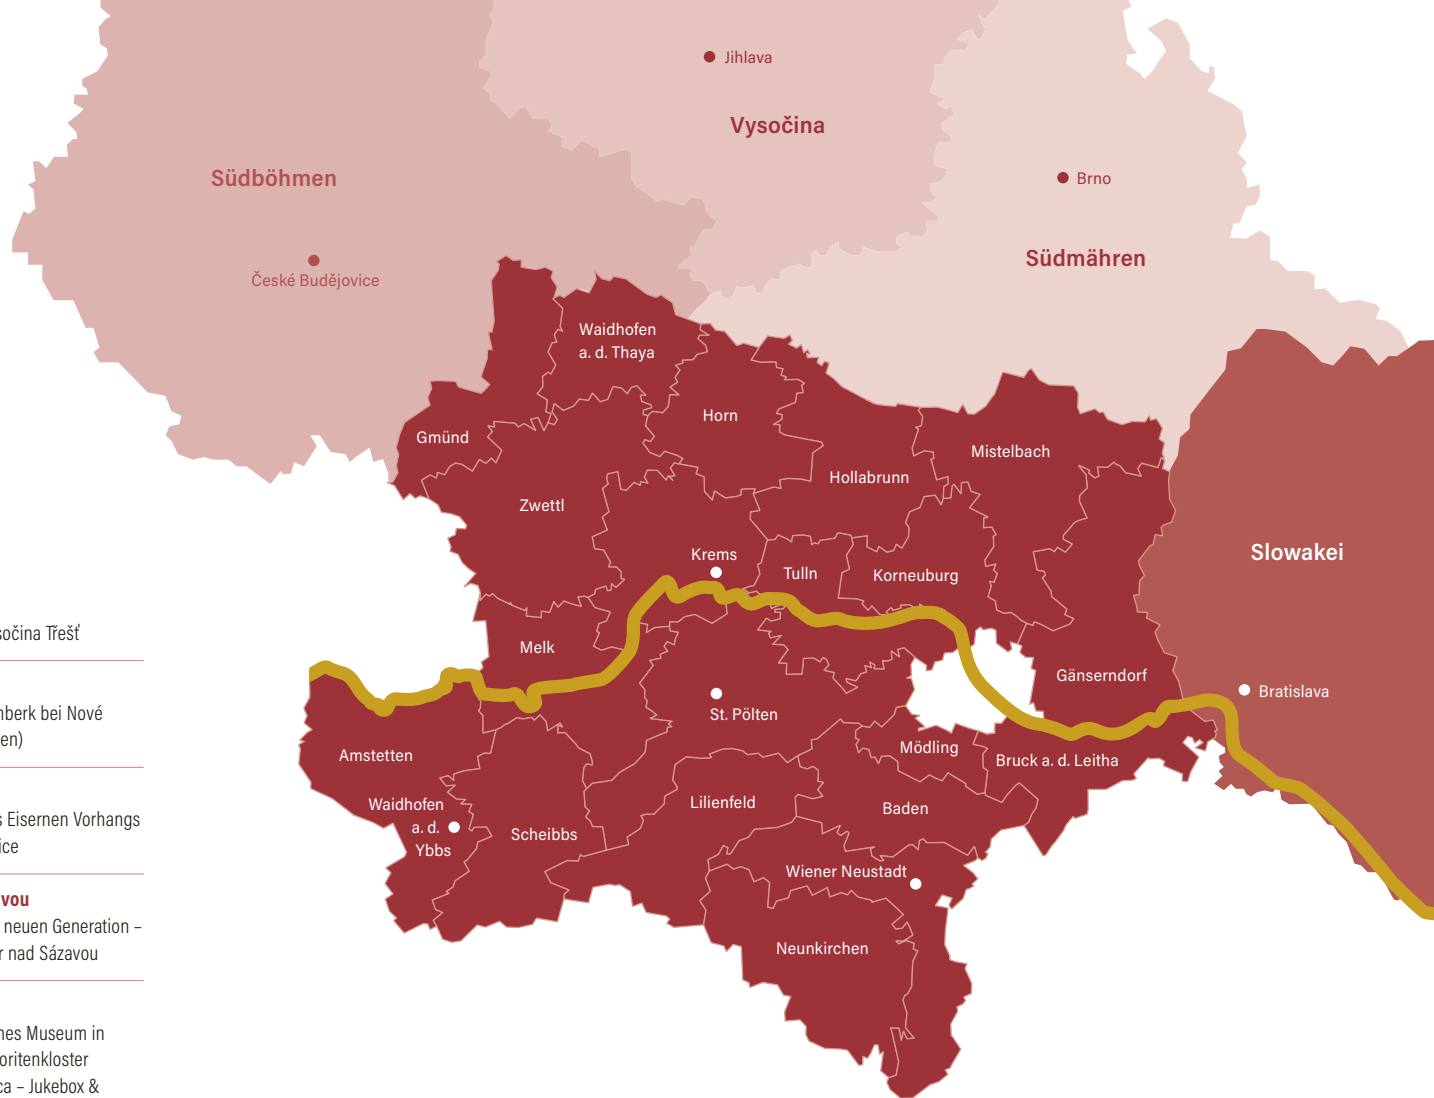 Jihlava
Vysočina
Südböhmen
Brno
České Budějovice
Südmähren
Waidhofen
a. d. Thaya
Horn
Gmünd
Mistelbach
Hollabrunn
Zwettl
Krems
Tulln
Korneuburg
Slowakei
Melk
Gänserndorf
Bratislava
St. Pölten
Mödling
Bruck a. d. Leitha
Amstetten
Waidhofen
a. d.
Ybbs
Scheibbs
Lilienfeld
Baden
Wiener Neustadt
Neunkirchen
sočina Třešť
nberk bei Nové
en)
s Eisernen Vorhangs
ice
vou
neuen Generation –
r nad Sázavou
nes Museum in
oritenkloster
ca – Jukebox &